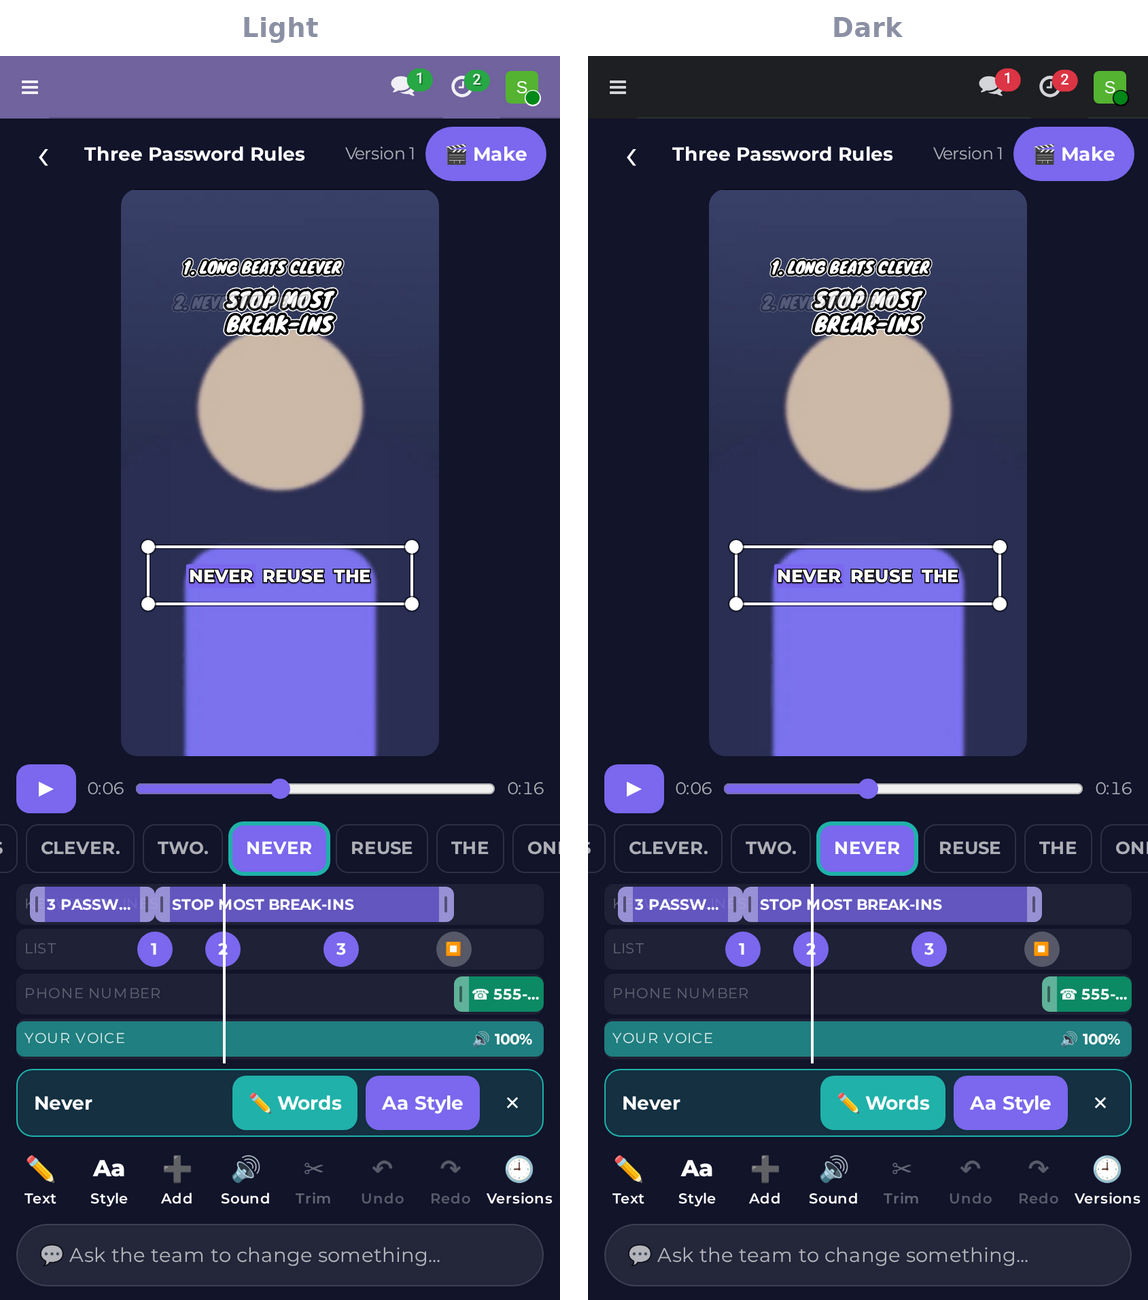 Light
Dark
1
2
S
Three Password Rules
Version 1
🎬 Make
1. LONG BEATS CLEVER
2. NEVE
STOP MOST
BREAK-INS
NEVER REUSE THE
0:06
0:16
CLEVER.
TWO.
NEVER
REUSE
THE
3 PASSW...
STOP MOST BREAK-INS
LIST
1
2
3
PHONE NUMBER
☎ 555-...
YOUR VOICE
🔊 100%
Never
✏️ Words
Aa Style
×
Aa
Text
Style
Add
Sound
Trim
Undo
Redo
Versions
💬 Ask the team to change something...
1
2
S
Three Password Rules
Version 1
🎬 Make
1. LONG BEATS CLEVER
2. NEVE
STOP MOST
BREAK-INS
NEVER REUSE THE
0:06
0:16
CLEVER.
TWO.
NEVER
REUSE
THE
3 PASSW...
STOP MOST BREAK-INS
LIST
1
2
3
PHONE NUMBER
☎ 555-...
YOUR VOICE
🔊 100%
Never
✏️ Words
Aa Style
×
Aa
Text
Style
Add
Sound
Trim
Undo
Redo
Versions
💬 Ask the team to change something...